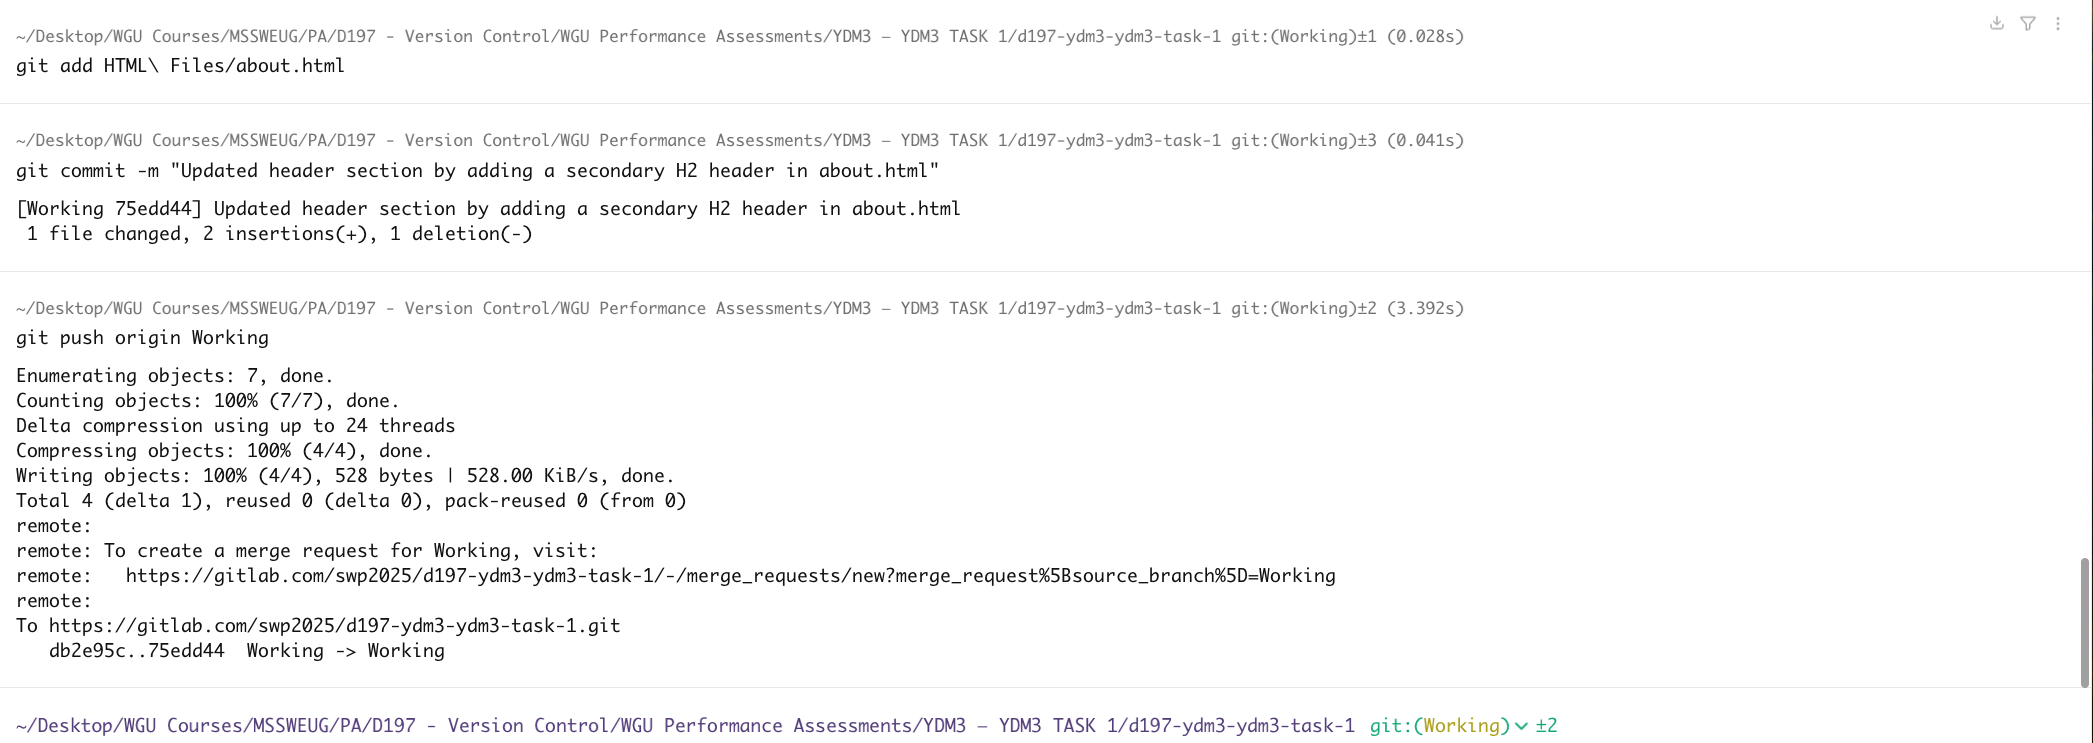 ~/Desktop/WGU Courses/MSSWEUG/PA/D197 - Version Control/WGU Performance Assessments/YDM3 — YDM3 TASK 1/d197-ydm3-ydm3-task-1 git:(Working)±1 (0.028s)
git add HTML\ Files/about.html
~/Desktop/WGU Courses/MSSWEUG/PA/D197 - Version Control/WGU Performance Assessments/YDM3 — YDM3 TASK 1/d197-ydm3-ydm3-task-1 git:(Working)±3 (0.041s)
git commit -m "Updated header section by adding a secondary H2 header in about.html"
[Working 75edd44] Updated header section by adding a secondary H2 header in about.html
 1 file changed, 2 insertions(+), 1 deletion(-)
~/Desktop/WGU Courses/MSSWEUG/PA/D197 - Version Control/WGU Performance Assessments/YDM3 — YDM3 TASK 1/d197-ydm3-ydm3-task-1 git:(Working)±2 (3.392s)
git push origin Working
Enumerating objects: 7, done.
Counting objects: 100% (7/7), done.
Delta compression using up to 24 threads
Compressing objects: 100% (4/4), done.
Writing objects: 100% (4/4), 528 bytes | 528.00 KiB/s, done.
Total 4 (delta 1), reused 0 (delta 0), pack-reused 0 (from 0)
remote:
remote: To create a merge request for Working, visit:
remote:   https://gitlab.com/swp2025/d197-ydm3-ydm3-task-1/-/merge_requests/new?merge_request%5Bsource_branch%5D=Working
remote:
To https://gitlab.com/swp2025/d197-ydm3-ydm3-task-1.git
   db2e95c..75edd44  Working -> Working
~/Desktop/WGU Courses/MSSWEUG/PA/D197 - Version Control/WGU Performance Assessments/YDM3 — YDM3 TASK 1/d197-ydm3-ydm3-task-1 git:(Working) ±2